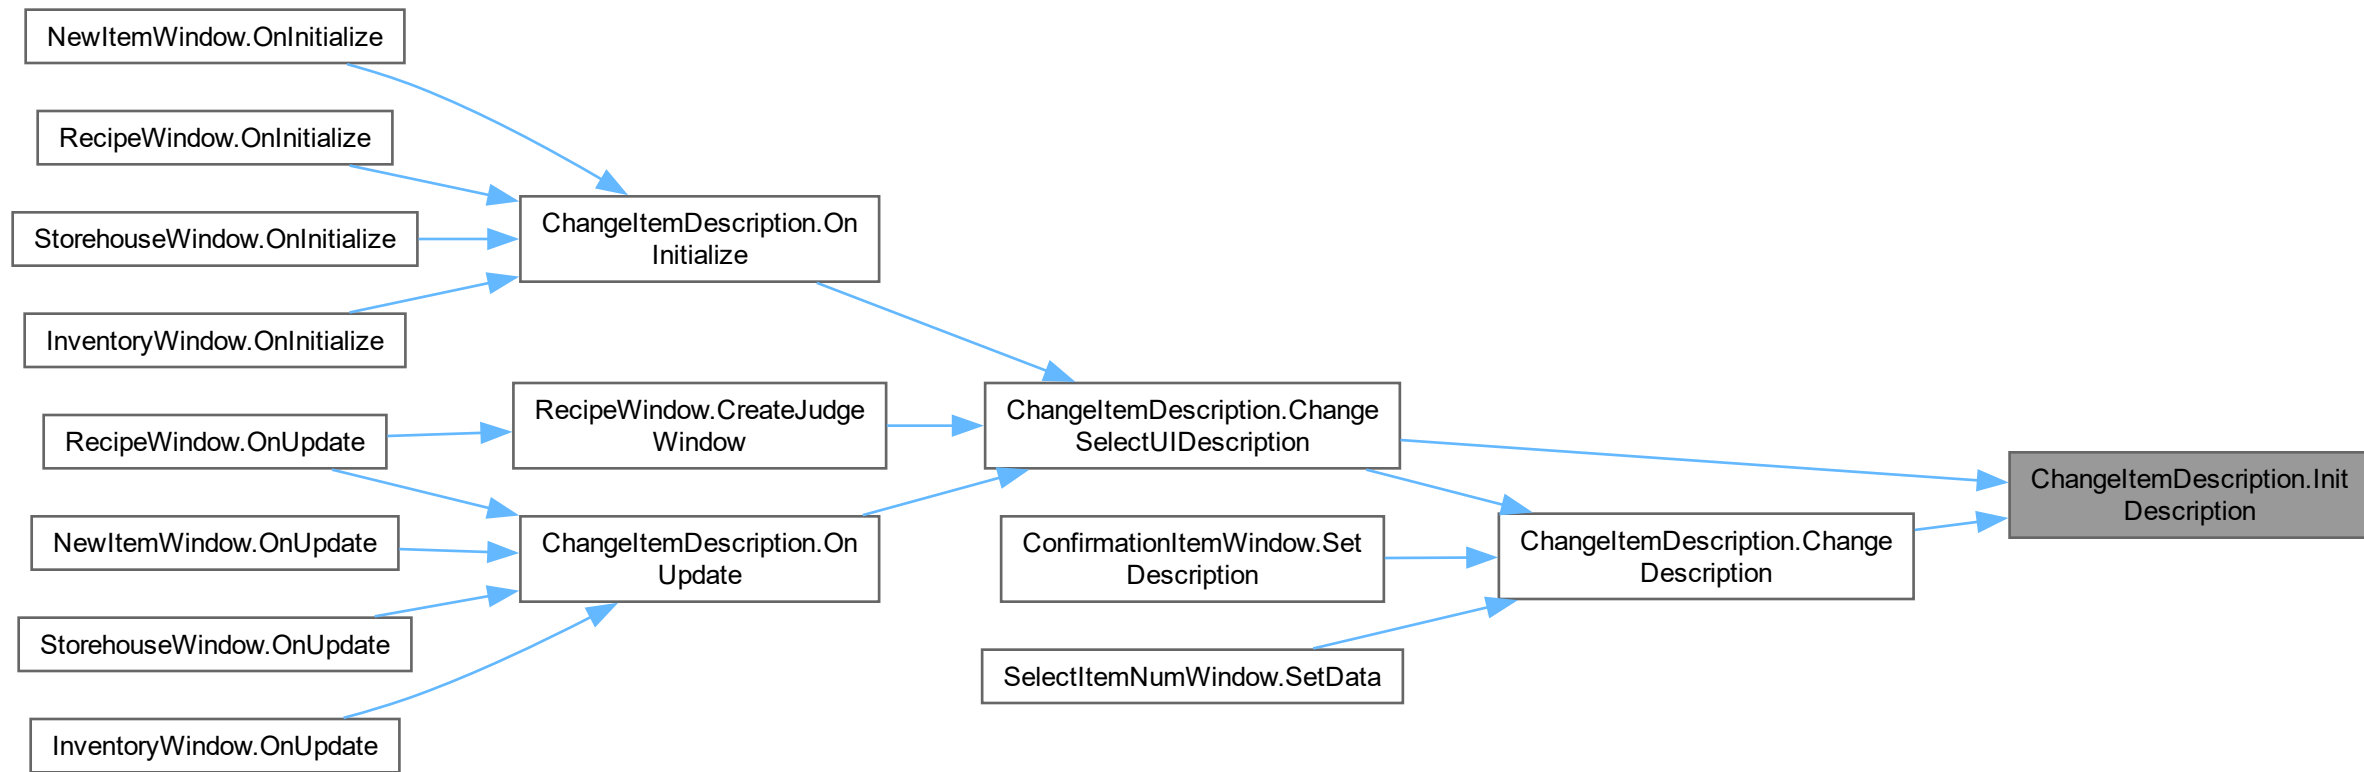 NewItemWindow.OnInitialize
RecipeWindow.OnInitialize
StorehouseWindow.OnInitialize
InventoryWindow.OnInitialize
RecipeWindow.OnUpdate
NewItemWindow.OnUpdate
StorehouseWindow.OnUpdate
InventoryWindow.OnUpdate
ChangeItemDescription.On
Initialize
RecipeWindow.CreateJudge
Window
ChangeItemDescription.On
Update
ChangeItemDescription.Change
SelectUIDescription
ConfirmationItemWindow.Set
Description
SelectItemNumWindow.SetData
ChangeItemDescription.Change
Description
ChangeItemDescription.Init
Description